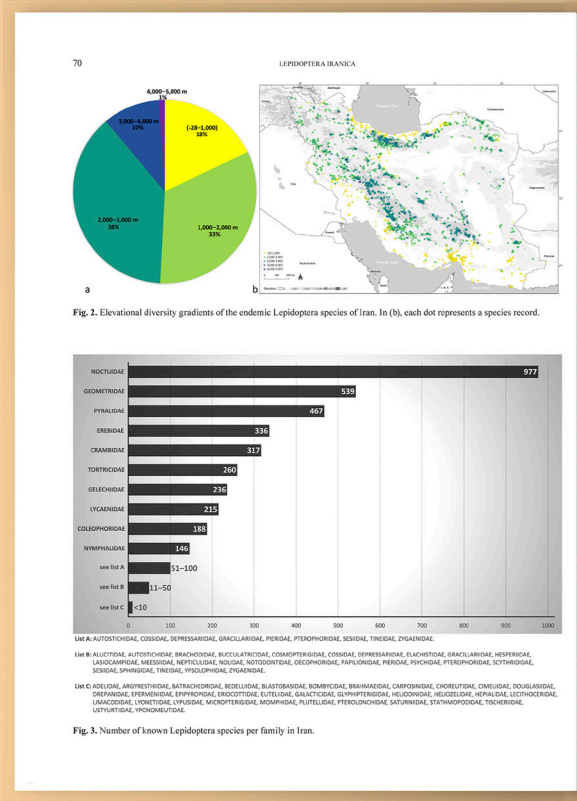 70
LEPIDOPTERA IRANICA
4,000–5,000 m
1%
3,000–4,000 m
10%
(-28–1,000)
18%
2,000–3,000 m
38%
1,000–2,000 m
33%
a
b
Fig. 2. Elevational diversity gradients of the endemic Lepidoptera species of Iran. In (b), each dot represents a species record.
NOCTUIDAE 977
GEOMETRIDAE 539
PYRALIDAE 467
EREBIDAE 336
CRAMBIDAE 317
TORTRICIDAE 260
GELECHIIDAE 236
LYCAENIDAE 215
COLEOPHORIDAE 188
NYMPHALIDAE 146
see list A 51–100
see list B 11–50
see list C <10
0 100 200 300 400 500 600 700 800 900 1000
List A: AUTOSTICHIDAE, COSSIDAE, DEPRESSARIIDAE, GRACILLARIIDAE, PIERIDAE, PTEROPHORIDAE, SESIIDAE, TINEIDAE, ZYGAENIDAE.
List B: ALUCITIDAE, AUTOSTICHIDAE, BRACHODIDAE, BUCCULATRICIDAE, COSMOPTERIGIDAE, COSSIDAE, DEPRESSARIIDAE, ELACHISTIDAE, GRACILLARIIDAE, HESPERIIDAE,
LASIOCAMPIDAE, MEESSIIDAE, NEPTICULIIDAE, NOLIDAE, NOTODONTIDAE, OECOPHORIDAE, PAPILIONIDAE, PIERIDAE, PSYCHIDAE, PTEROPHORIDAE, SCYTHRIDIDAE,
SESIIDAE, SPHINGIDAE, TINEIDAE, YPSOLOPHIDAE, ZYGAENIDAE.
List C: ADELIDAE, ARGYRESTHIIDAE, BATRACHEDRIDAE, BEDELLIIDAE, BLASTOBASIDAE, BOMBYCIDAE, BRAHMAEIDAE, CARPOSINIDAE, CHOREUTIDAE, CIMELIIDAE, DOUGLASIIDAE,
DREPANIDAE, EPERMENIIDAE, EPIPYROPIDAE, ERIOCOTTIDAE, EUTELIIDAE, GALACTICIDAE, GLYPHIPTERIGIDAE, HELIODINIDAE, HELIOZELIDAE, HEPIALIDAE, LECITHOCERIDAE,
LIMACODIDAE, LYONETIIDAE, LYPUSIDAE, MICROPTERIGIDAE, MOMPHIDAE, PLUTELLIDAE, PTEROLONCHIDAE, SATURNIIDAE, STATHMOPODIDAE, TISCHERIIDAE,
USTYURTIIDAE, YPONOMEUTIDAE.
Fig. 3. Number of known Lepidoptera species per family in Iran.